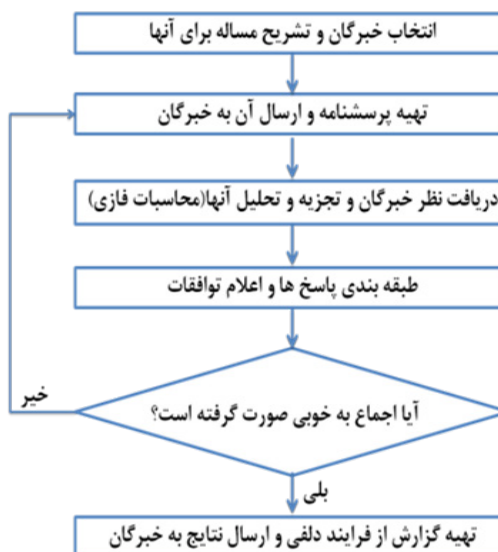 انتخاب خبرگان و تشریح مساله برای آنها
تهیه پرسشنامه و ارسال آن به خبرگان
دریافت نظر خبرگان و تجزیه و تحلیل آنها(محاسبات فازی)
طبقه بندی پاسخ ها و اعلام توافقات
آیا اجماع به خوبی صورت گرفته است؟
خیر
بلی
تهیه گزارش از فرایند دلفی و ارسال نتایج به خبرگان